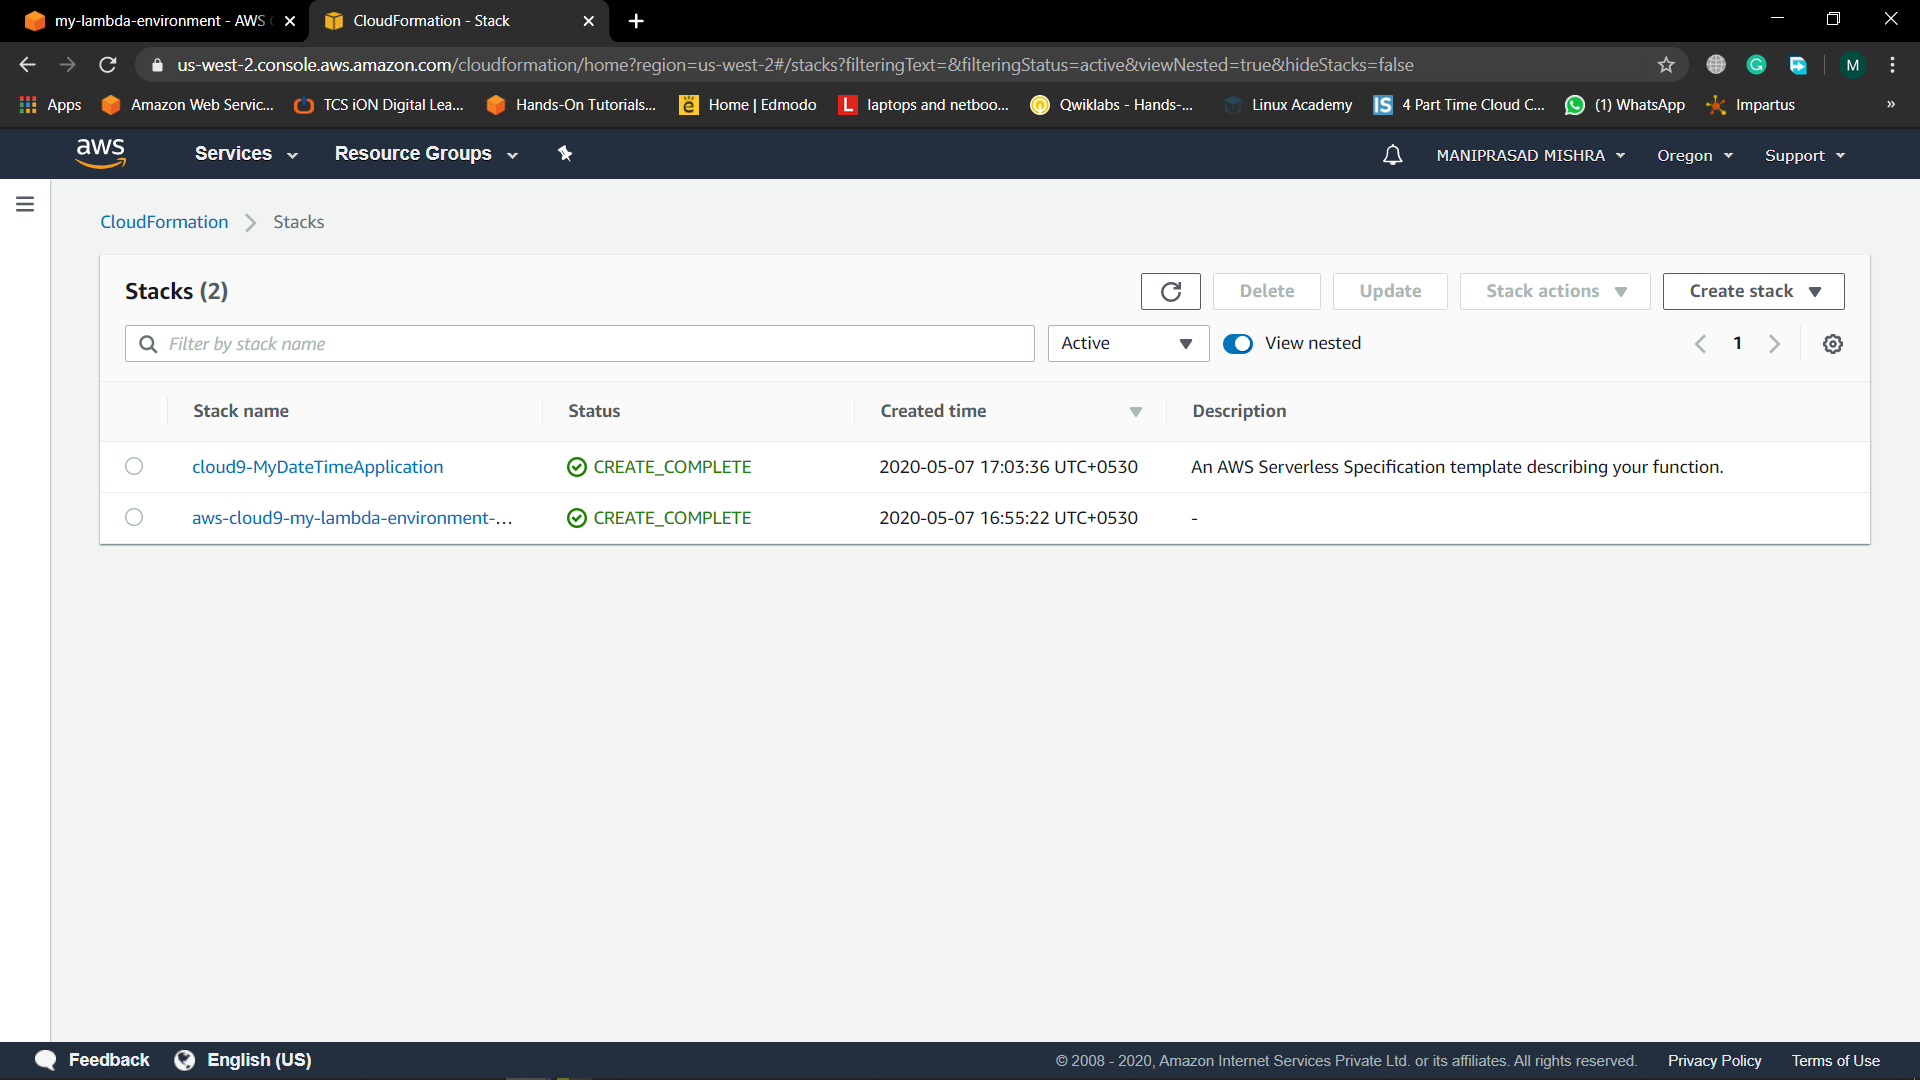 my-lambda-environment - AWS C
CloudFormation - Stack
us-west-2.console.aws.amazon.com/cloudformation/home?region=us-west-2#/stacks?filteringText=&filteringStatus=active&viewNested=true&hideStacks=false
M
Apps Amazon Web Servic... TCS iON Digital Lea... Hands-On Tutorials... Home | Edmodo laptops and netboo... Qwiklabs - Hands-... Linux Academy 4 Part Time Cloud C... (1) WhatsApp Impartus »
aws Services Resource Groups MANIPRASAD MISHRA Oregon Support
CloudFormation Stacks
Stacks (2) Delete Update Stack actions Create stack
Filter by stack name Active View nested 1
Stack name Status Created time Description
cloud9-MyDateTimeApplication CREATE_COMPLETE 2020-05-07 17:03:36 UTC+0530 An AWS Serverless Specification template describing your function.
aws-cloud9-my-lambda-environment-... CREATE_COMPLETE 2020-05-07 16:55:22 UTC+0530 -
Feedback English (US) © 2008 - 2020, Amazon Internet Services Private Ltd. or its affiliates. All rights reserved. Privacy Policy Terms of Use